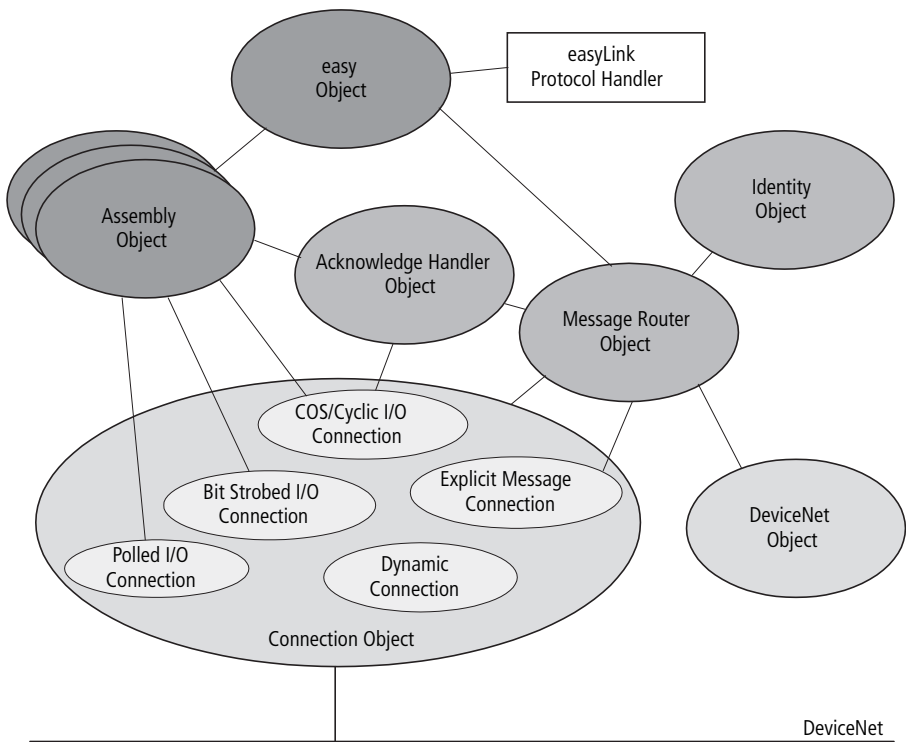 easy
Object
easyLink
Protocol Handler
Assembly
Object
Identity
Object
Acknowledge Handler
Object
Message Router
Object
COS/Cyclic I/O
Connection
Bit Strobed I/O
Connection
Explicit Message
Connection
DeviceNet
Object
Polled I/O
Connection
Dynamic
Connection
Connection Object
DeviceNet